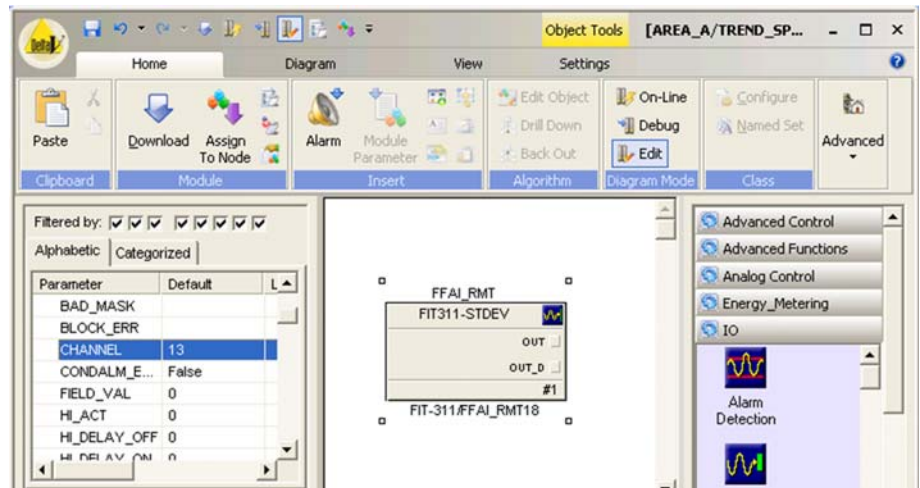 DeltaV
Object Tools [AREA_A/TREND_SP...
Home Diagram View Settings
Paste
Clipboard
Download
Assign To Node
Module
Alarm
Module Parameter
Insert
Edit Object
Drill Down
Back Out
Algorithm
On-Line
Debug
Edit
Diagram Mode
Configure
Named Set
Class
Advanced
Filtered by:
Alphabetic Categorized
Parameter Default L
BAD_MASK
BLOCK_ERR
CHANNEL 13
CONDALM_E... False
FIELD_VAL 0
HI_ACT 0
HI_DELAY_OFF 0
HI_DELAY_ON 0
FFAI_RMT
FIT311-STDEV
OUT
OUT_D
#1
FIT-311/FFAI_RMT18
Advanced Control
Advanced Functions
Analog Control
Energy_Metering
IO
Alarm
Detection